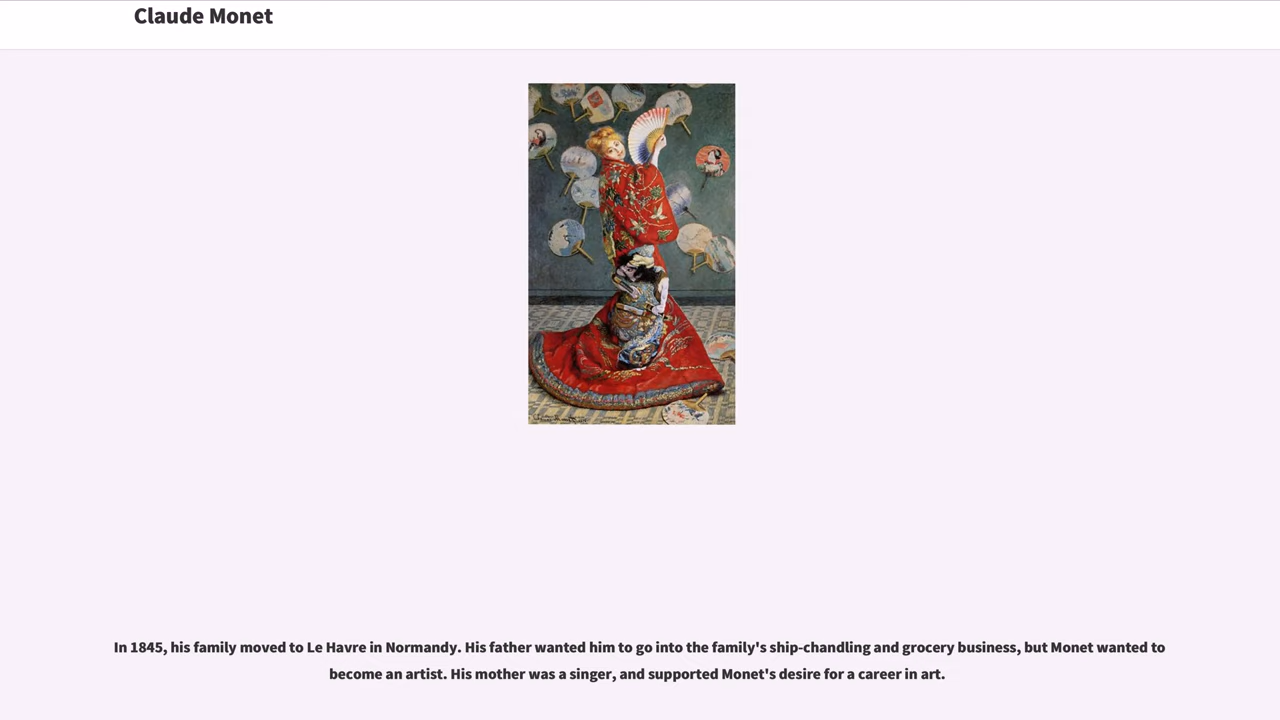 Claude Monet
In 1845, his family moved to Le Havre in Normandy. His father wanted him to go into the family's ship-chandling and grocery business, but Monet wanted to
become an artist. His mother was a singer, and supported Monet's desire for a career in art.